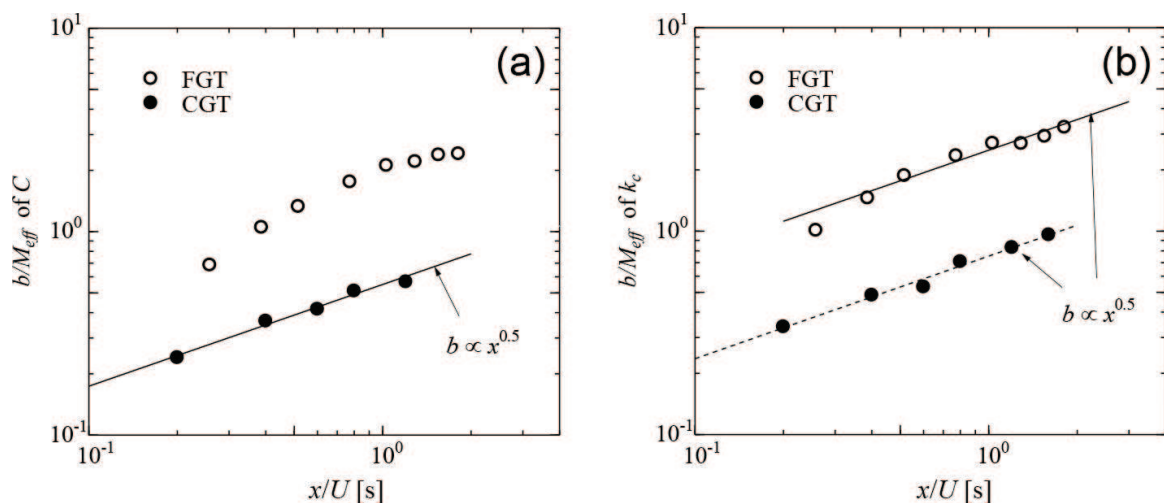 (a)
FGT
CGT
b/M_eff of C
10^1
10^0
10^-1
b ∝ x^0.5
10^-1
10^0
x/U [s]
(b)
FGT
CGT
b/M_eff of k_c
10^1
10^0
10^-1
b ∝ x^0.5
10^-1
10^0
x/U [s]